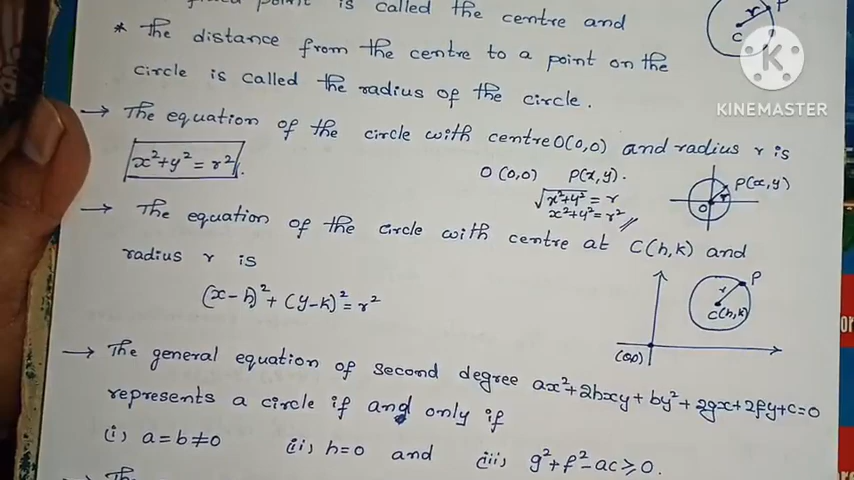 fixed point is called the centre and
* the distance from the centre to a point on the
circle is called the radius of the circle.
r P
C
KINEMASTER
→ The equation of the circle with centre O(0,0) and radius r is
x²+y²=r².
O (0,0) P(x,y).
√x²+y² = r
x²+y²=r²
P(x,y)
r
O
→ The equation of the circle with centre at C(h,k) and
radius r is
(x-h)²+(y-k)²=r²
P
r
C(h,k)
(0,0)
→ The general equation of second degree ax²+2hxy+by²+2gx+2fy+c=0
represents a circle if and only if
(i) a=b≠0 (ii) h=0 and (iii) g²+f²-ac≥0.
→ The